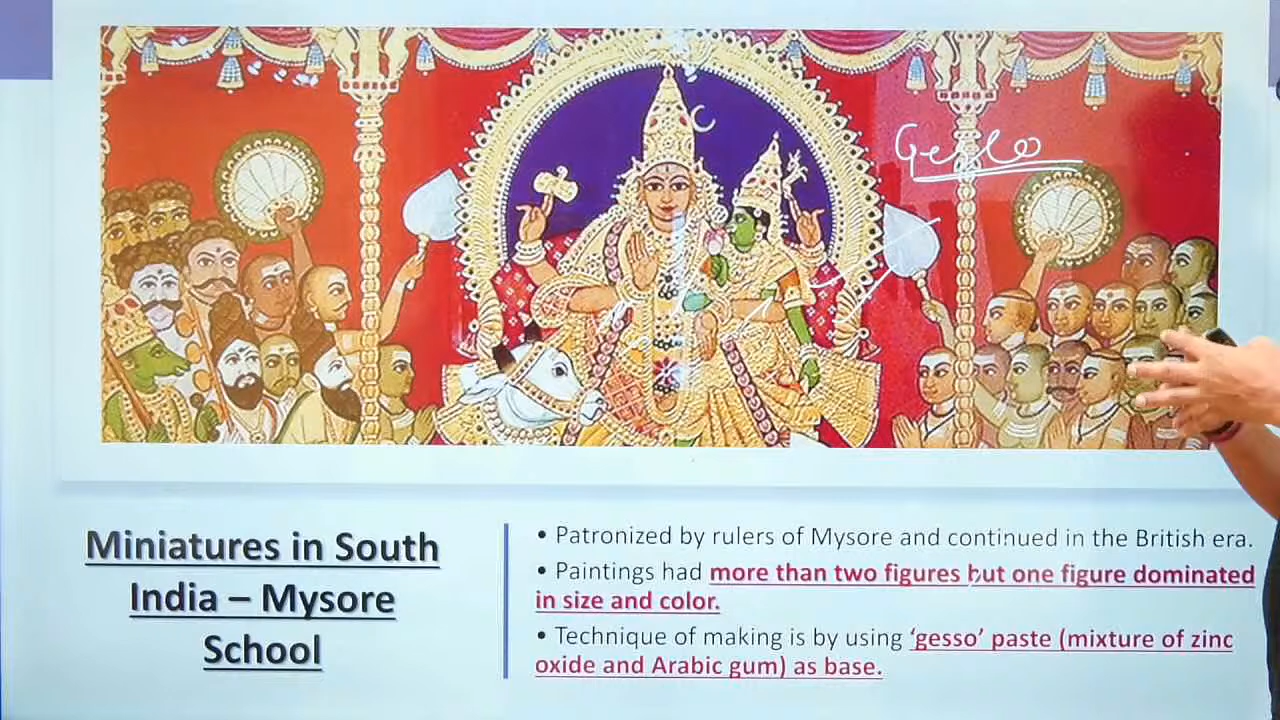 Gesso
Miniatures in South
India – Mysore
School
• Patronized by rulers of Mysore and continued in the British era.
• Paintings had more than two figures but one figure dominated
in size and color.
• Technique of making is by using ‘gesso’ paste (mixture of zinc
oxide and Arabic gum) as base.